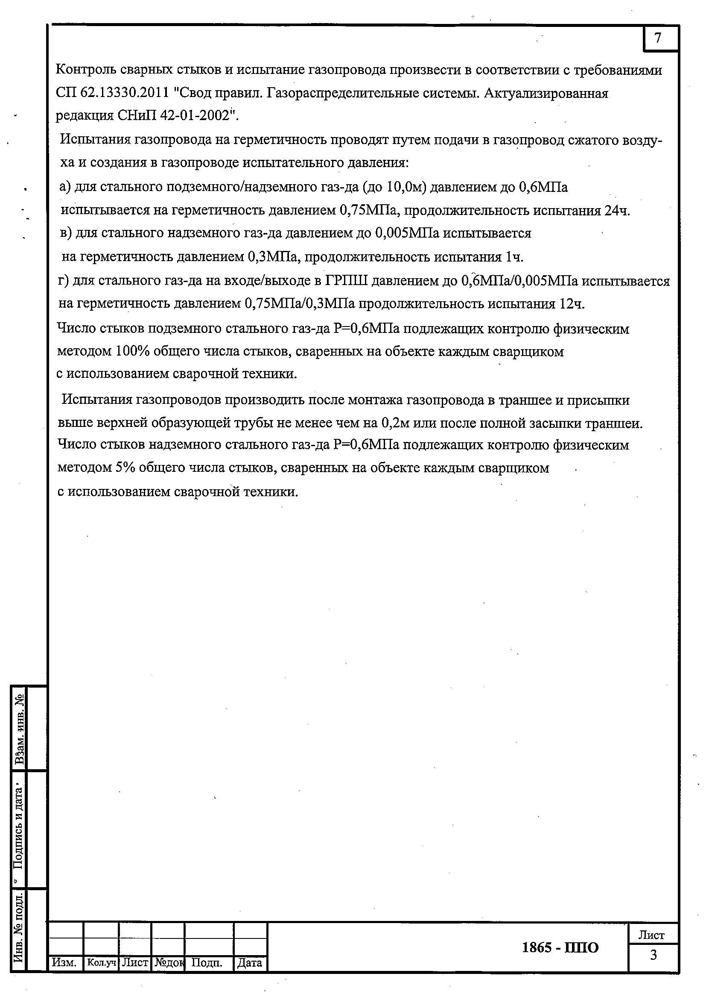 7
Контроль сварных стыков и испытание газопровода произвести в соответствии с требованиями
СП 62.13330.2011 "Свод правил. Газораспределительные системы. Актуализированная
редакция СНиП 42-01-2002".
Испытания газопровода на герметичность проводят путем подачи в газопровод сжатого возду-
ха и создания в газопроводе испытательного давления:
а) для стального подземного/надземного газ-да (до 10,0м) давлением до 0,6МПа
испытывается на герметичность давлением 0,75МПа, продолжительность испытания 24ч.
в) для стального надземного газ-да давлением до 0,005МПа испытывается
на герметичность давлением 0,3МПа, продолжительность испытания 1ч.
г) для стального газ-да на входе/выходе в ГРПШ давлением до 0,6МПа/0,005МПа испытывается
на герметичность давлением 0,75МПа/0,3МПа продолжительность испытания 12ч.
Число стыков подземного стального газ-да Р=0,6МПа подлежащих контролю физическим
методом 100% общего числа стыков, сваренных на объекте каждым сварщиком
с использованием сварочной техники.
Испытания газопроводов производить после монтажа газопровода в траншее и присыпки
выше верхней образующей трубы не менее чем на 0,2м или после полной засыпки траншеи.
Число стыков надземного стального газ-да Р=0,6МПа подлежащих контролю физическим
методом 5% общего числа стыков, сваренных на объекте каждым сварщиком
с использованием сварочной техники.
Взам. инв. №
Подпись и дата
Инв. № подл.
Изм. Кол.уч Лист №док Подп. Дата
1865 - ППО
Лист
3